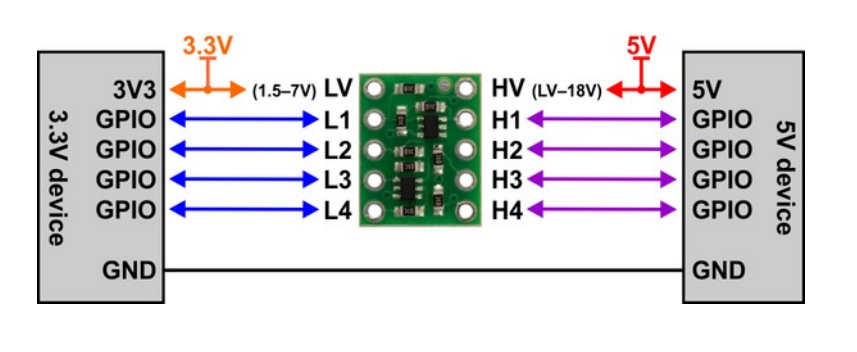 3.3V 5V
3V3 (1.5–7V) LV HV (LV–18V) 5V
GPIO L1 H1 GPIO
GPIO L2 H2 GPIO
GPIO L3 H3 GPIO
GPIO L4 H4 GPIO
GND GND
3.3V device
5V device